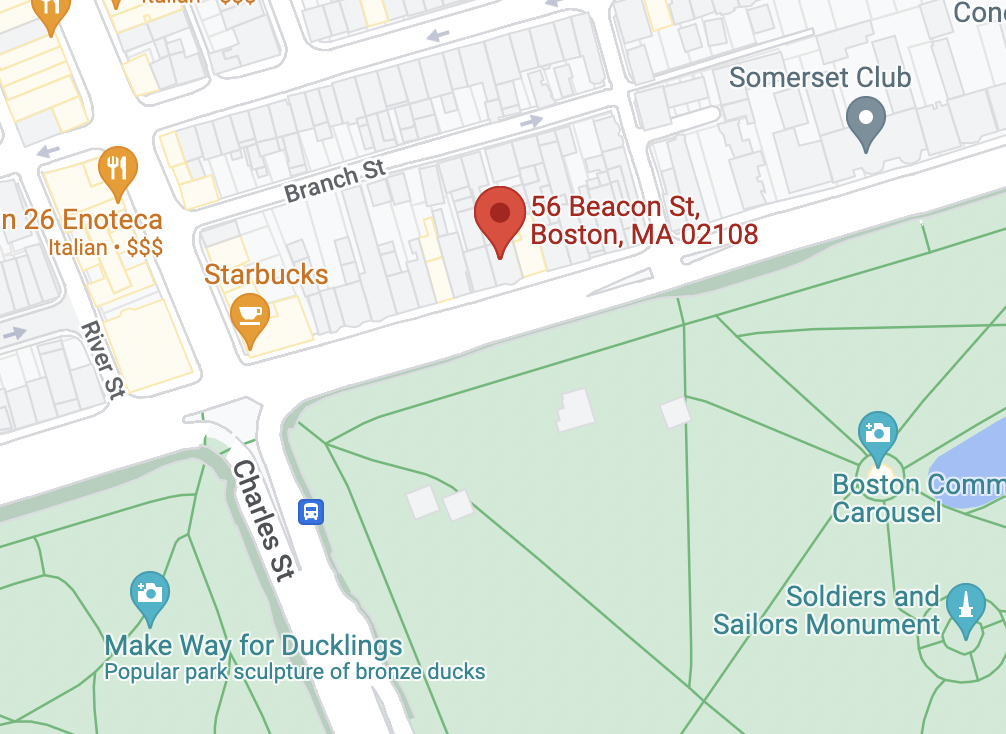 Italian · $$$
Conc
Somerset Club
Branch St
n 26 Enoteca
Italian • $$$
56 Beacon St,
Boston, MA 02108
Starbucks
River St
Charles St
Boston Comm
Carousel
Soldiers and
Sailors Monument
Make Way for Ducklings
Popular park sculpture of bronze ducks